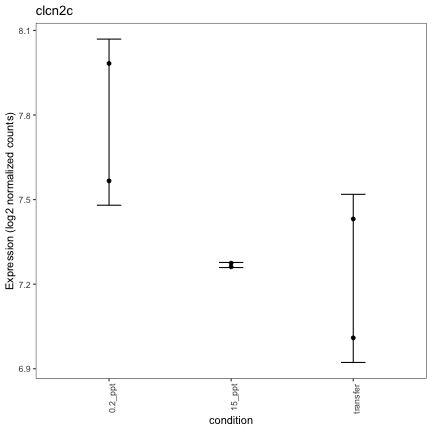 clcn2c
Expression (log2 normalized counts)
8.1
7.8
7.5
7.2
6.9
0.2_ppt
15_ppt
transfer
condition